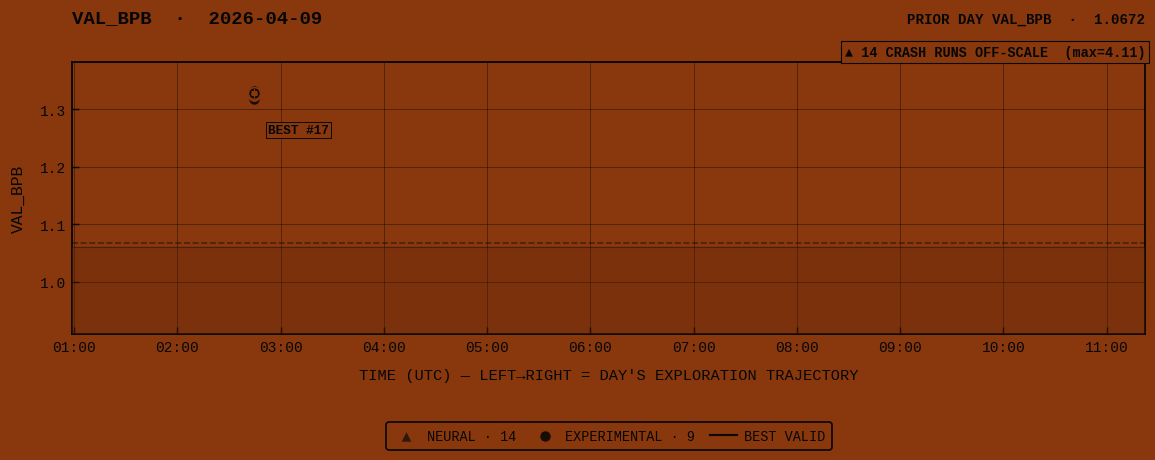 VAL_BPB · 2026-04-09
PRIOR DAY VAL_BPB · 1.0672
▲ 14 CRASH RUNS OFF-SCALE (max=4.11)
BEST #17
VAL_BPB
1.3
1.2
1.1
1.0
01:00 02:00 03:00 04:00 05:00 06:00 07:00 08:00 09:00 10:00 11:00
TIME (UTC) — LEFT→RIGHT = DAY'S EXPLORATION TRAJECTORY
▲ NEURAL · 14 ● EXPERIMENTAL · 9 — BEST VALID